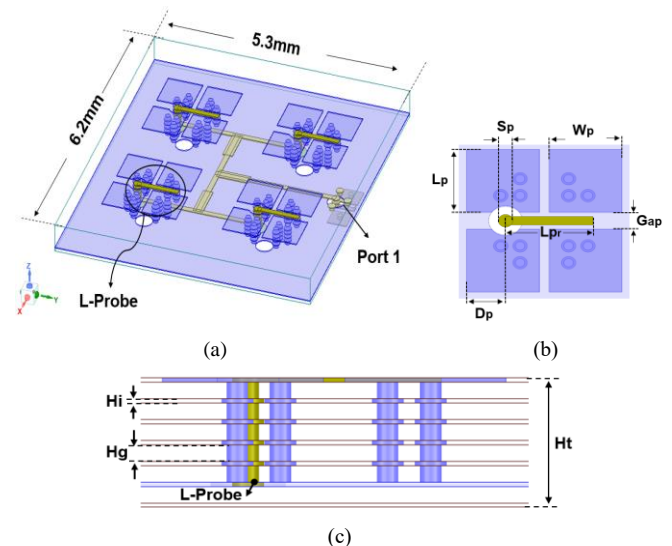 5.3mm
6.2mm
L-Probe
Port 1
Z
Y
X
(a)
Sp
Wp
Lp
Gap
Lpr
Dp
(b)
Hi
Hg
Ht
L-Probe
(c)